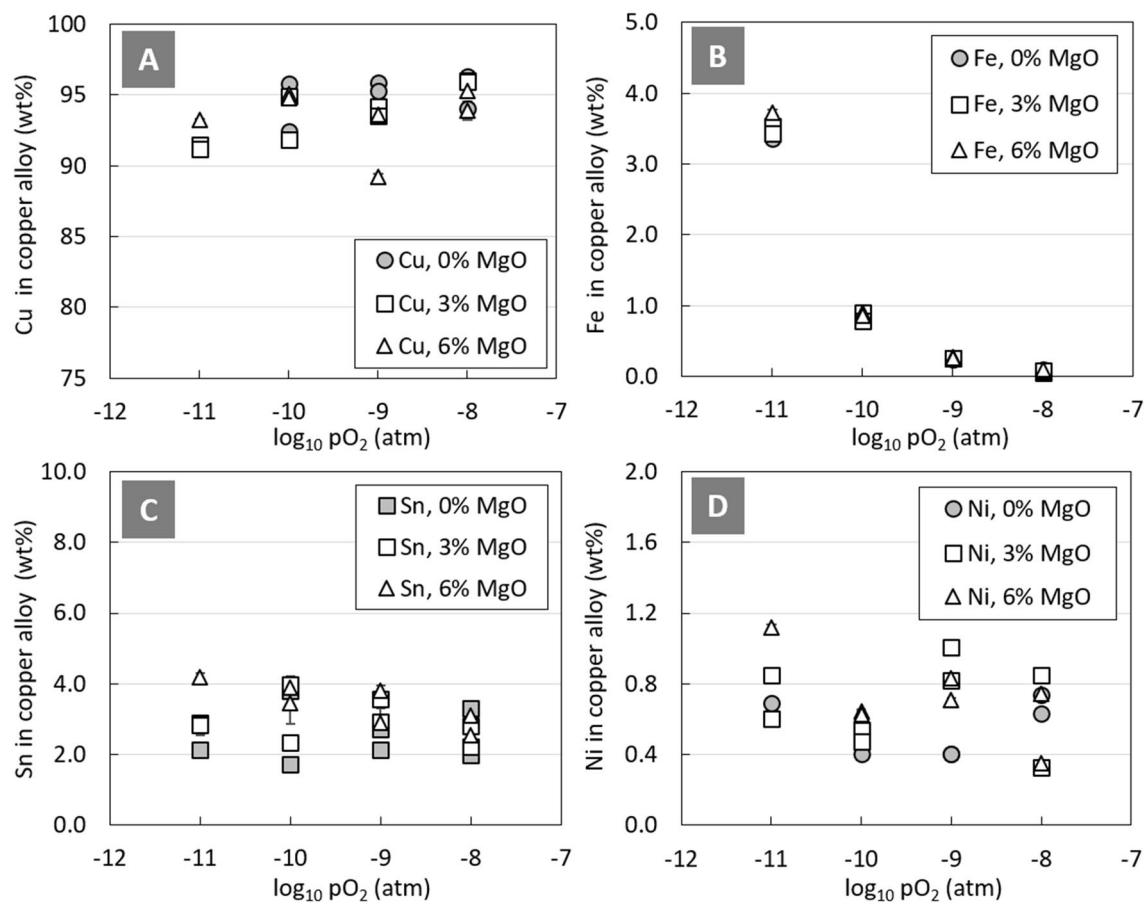 A
Cu in copper alloy (wt%)
100
95
90
85
80
75
Cu, 0% MgO
Cu, 3% MgO
Cu, 6% MgO
-12 -11 -10 -9 -8 -7
log₁₀ pO₂ (atm)
B
Fe in copper alloy (wt%)
5.0
4.0
3.0
2.0
1.0
0.0
Fe, 0% MgO
Fe, 3% MgO
Fe, 6% MgO
-12 -11 -10 -9 -8 -7
log₁₀ pO₂ (atm)
C
Sn in copper alloy (wt%)
10.0
8.0
6.0
4.0
2.0
0.0
Sn, 0% MgO
Sn, 3% MgO
Sn, 6% MgO
-12 -11 -10 -9 -8 -7
log₁₀ pO₂ (atm)
D
Ni in copper alloy (wt%)
2.0
1.6
1.2
0.8
0.4
0.0
Ni, 0% MgO
Ni, 3% MgO
Ni, 6% MgO
-12 -11 -10 -9 -8 -7
log₁₀ pO₂ (atm)